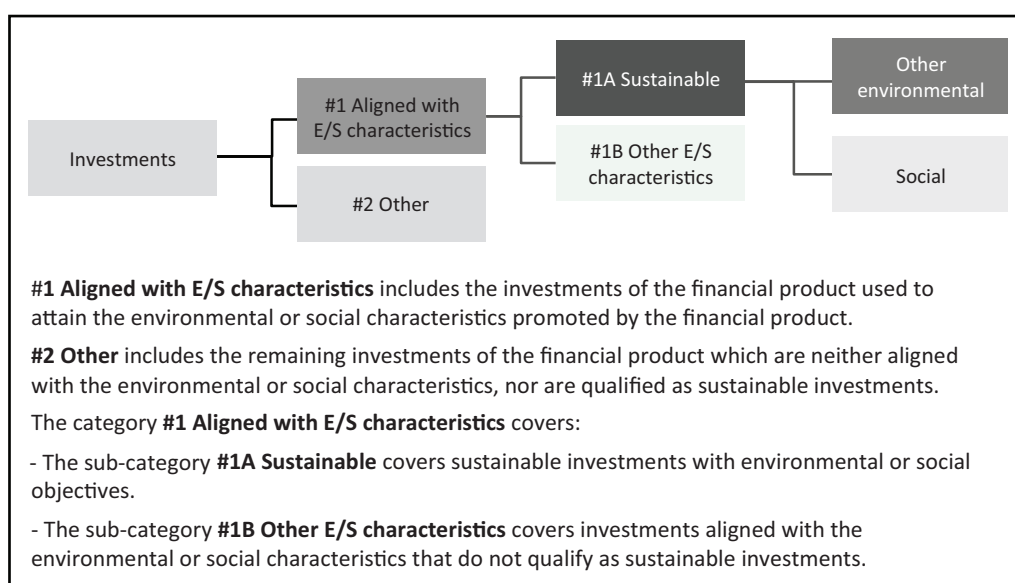 Investments
#1 Aligned with
E/S characteristics
#2 Other
#1A Sustainable
#1B Other E/S
characteristics
Other
environmental
Social
#1 Aligned with E/S characteristics includes the investments of the financial product used to
attain the environmental or social characteristics promoted by the financial product.
#2 Other includes the remaining investments of the financial product which are neither aligned
with the environmental or social characteristics, nor are qualified as sustainable investments.
The category #1 Aligned with E/S characteristics covers:
- The sub-category #1A Sustainable covers sustainable investments with environmental or social
objectives.
- The sub-category #1B Other E/S characteristics covers investments aligned with the
environmental or social characteristics that do not qualify as sustainable investments.